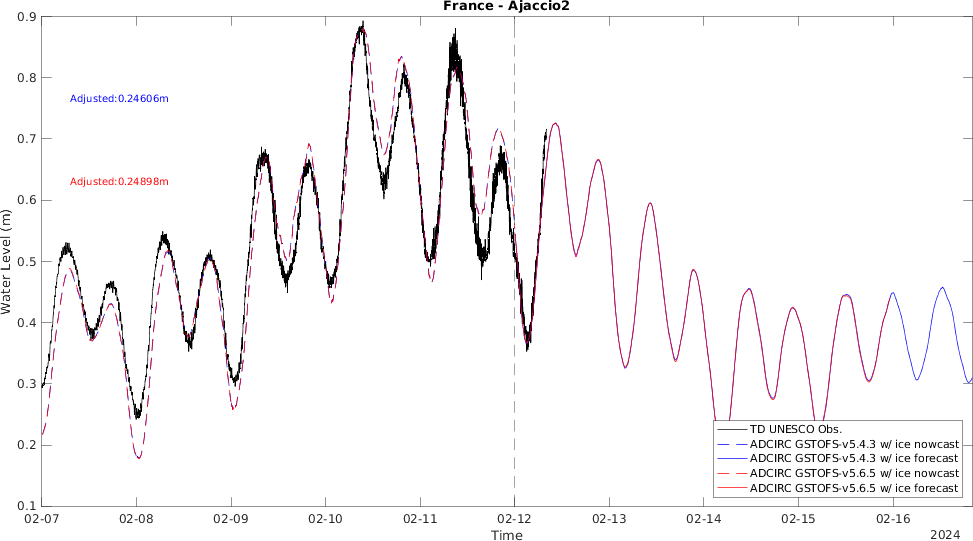 France - Ajaccio2
0.9
0.8
0.7
0.6
0.5
0.4
0.3
0.2
0.1
Water Level (m)
Adjusted:0.24606m
Adjusted:0.24898m
TD UNESCO Obs.
ADCIRC GSTOFS-v5.4.3 w/ ice nowcast
ADCIRC GSTOFS-v5.4.3 w/ ice forecast
ADCIRC GSTOFS-v5.6.5 w/ ice nowcast
ADCIRC GSTOFS-v5.6.5 w/ ice forecast
02-07 02-08 02-09 02-10 02-11 02-12 02-13 02-14 02-15 02-16
Time
2024